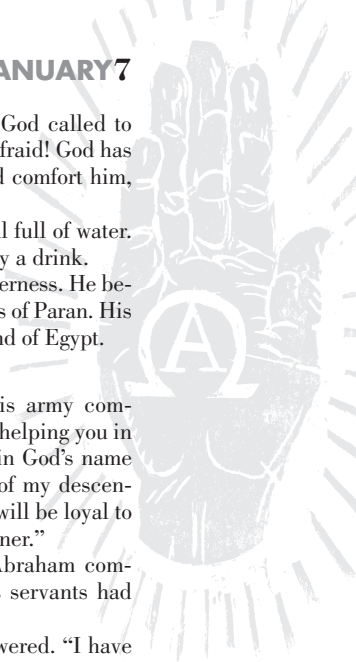 ANUARY7
God called to
fraid! God has
d comfort him,
l full of water.
y a drink.
erness. He be-
s of Paran. His
nd of Egypt.
is army com-
helping you in
in God's name
of my descen-
will be loyal to
ner."
Abraham com-
s servants had
wered. "I have
ΑΩ